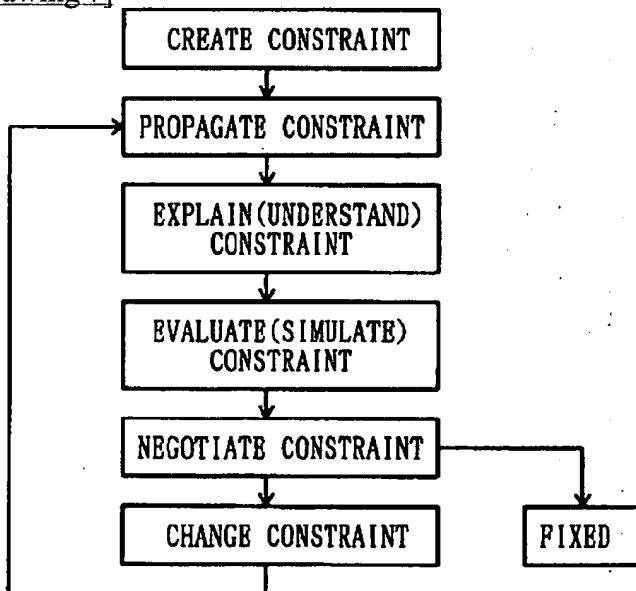 CREATE CONSTRAINT
PROPAGATE CONSTRAINT
EXPLAIN(UNDERSTAND)
CONSTRAINT
EVALUATE(SIMULATE)
CONSTRAINT
NEGOTIATE CONSTRAINT
CHANGE CONSTRAINT
FIXED